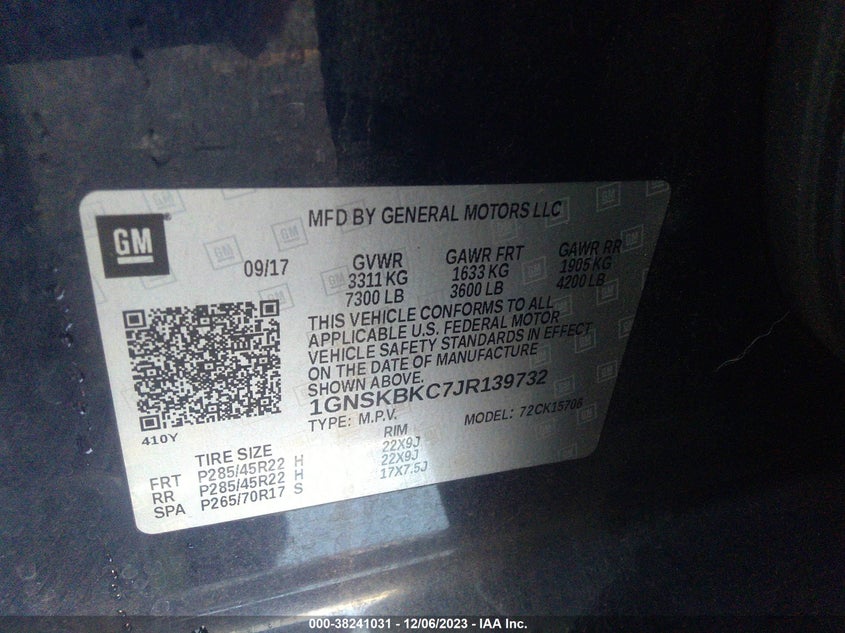 GM
MFD BY GENERAL MOTORS LLC
09/17 GVWR GAWR FRT GAWR RR
3311 KG 1633 KG 1905 KG
7300 LB 3600 LB 4200 LB
THIS VEHICLE CONFORMS TO ALL
APPLICABLE U.S. FEDERAL MOTOR
VEHICLE SAFETY STANDARDS IN EFFECT
ON THE DATE OF MANUFACTURE
SHOWN ABOVE.
1GNSKBKC7JR139732
TYPE: M.P.V. MODEL: 72CK15706
410Y
TIRE SIZE RIM
FRT P285/45R22 H 22X9J
RR P285/45R22 H 22X9J
SPA P265/70R17 S 17X7.5J
000-38241031 - 12/06/2023 - IAA Inc.